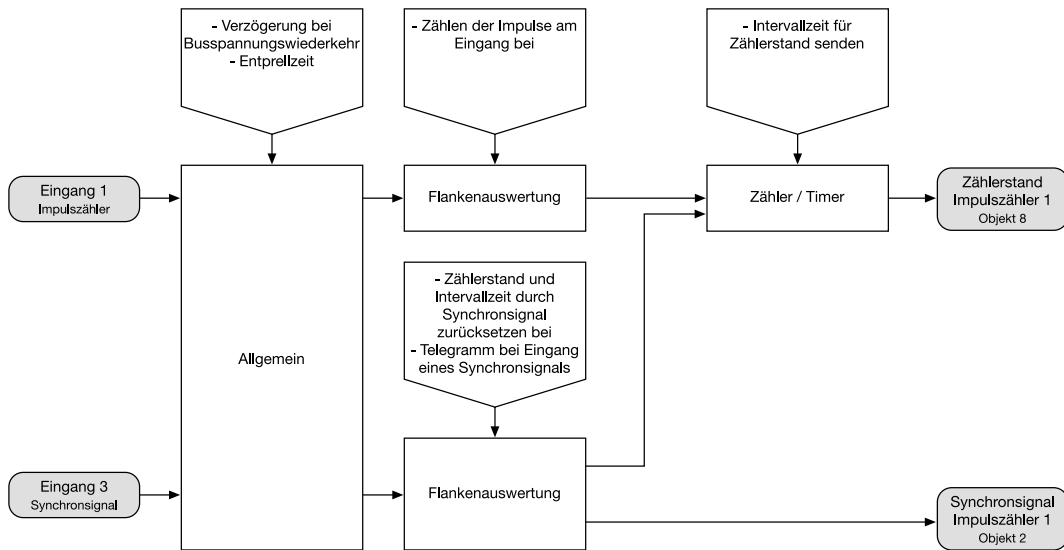 - Verzögerung bei
Busspannungswiederkehr
- Entprellzeit
- Zählen der Impulse am
Eingang bei
- Intervallzeit für
Zählerstand senden
Eingang 1
Impulszähler
Flankenauswertung
Zähler / Timer
Zählerstand
Impulszähler 1
Objekt 8
Allgemein
- Zählerstand und
Intervallzeit durch
Synchronsignal
zurücksetzen bei
- Telegramm bei Eingang
eines Synchronsignals
Eingang 3
Synchronsignal
Flankenauswertung
Synchronsignal
Impulszähler 1
Objekt 2